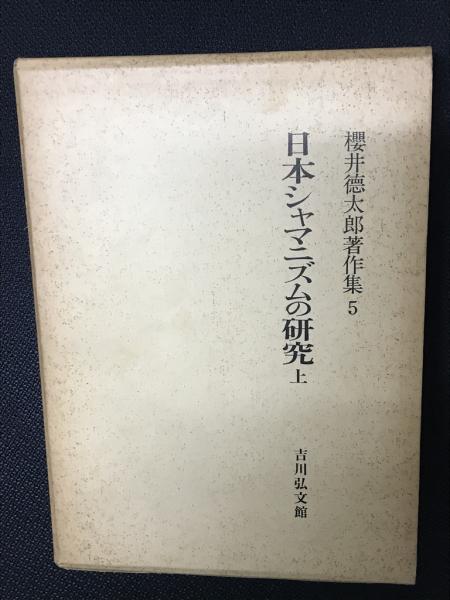 櫻井德太郎著作集 5
日本シャマニズムの研究 上
吉川弘文館